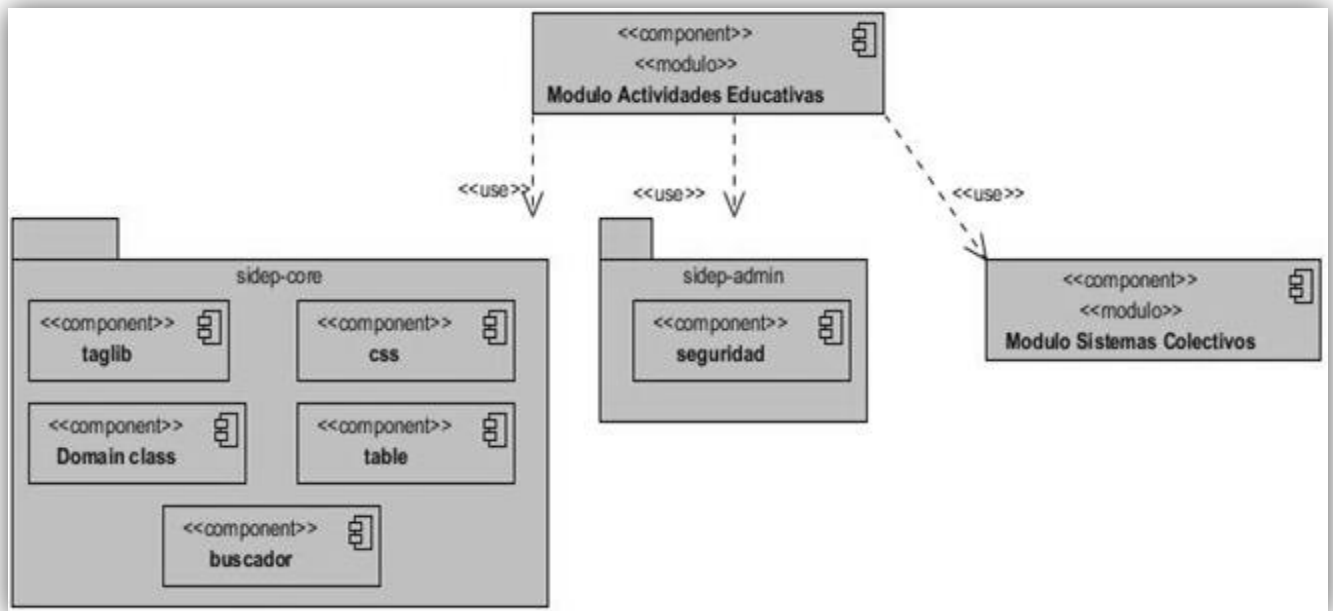 <<component>>
<<modulo>>
Modulo Actividades Educativas
<<use>>
<<use>>
<<use>>
sidep-core
<<component>>
taglib
<<component>>
css
<<component>>
Domain class
<<component>>
table
<<component>>
buscador
sidep-admin
<<component>>
seguridad
<<component>>
<<modulo>>
Modulo Sistemas Colectivos